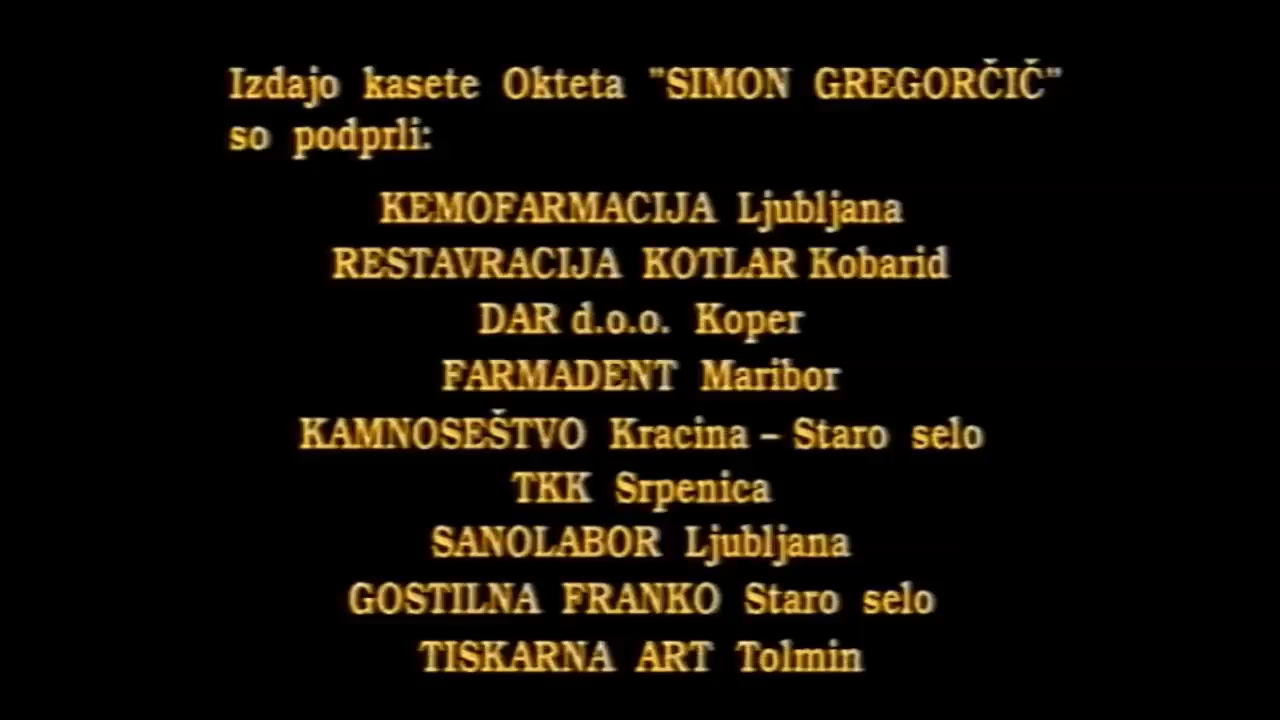 Izdajo kasete Okteta "SIMON GREGORČIČ"
so podprli:
KEMOFARMACIJA Ljubljana
RESTAVRACIJA KOTLAR Kobarid
DAR d.o.o. Koper
FARMADENT Maribor
KAMNOSEŠTVO Kracina – Staro selo
TKK Srpenica
SANOLABOR Ljubljana
GOSTILNA FRANKO Staro selo
TISKARNA ART Tolmin